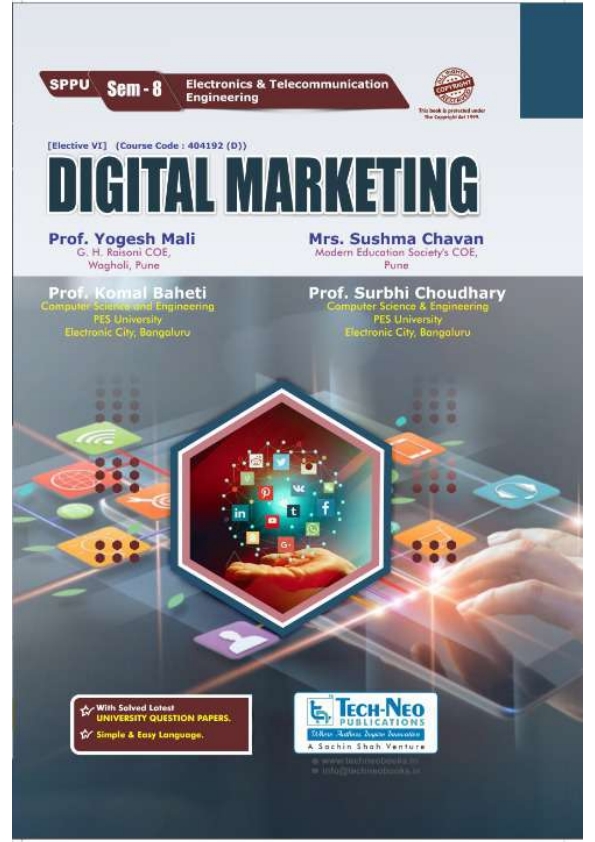 SPPU
Sem - 8
Electronics & Telecommunication
Engineering
COPYRIGHT
This book is protected under
The Copyright Act 1999.
[Elective VI] (Course Code : 404192 (D))
DIGITAL MARKETING
Prof. Yogesh Mali
G. H. Raisoni COE,
Wagholi, Pune
Mrs. Sushma Chavan
Modern Education Society's COE,
Pune
Prof. Komal Baheti
Computer Science and Engineering
PES University
Electronic City, Bangaluru
Prof. Surbhi Choudhary
Computer Science & Engineering
PES University
Electronic City, Bangaluru
in
t
f
G+
With Solved Latest
UNIVERSITY QUESTION PAPERS.
Simple & Easy Language.
TECH-NEO
PUBLICATIONS
Where Authors Inspire Innovation
A Sachin Shah Venture
www.techneobooks.in
info@techneobooks.in